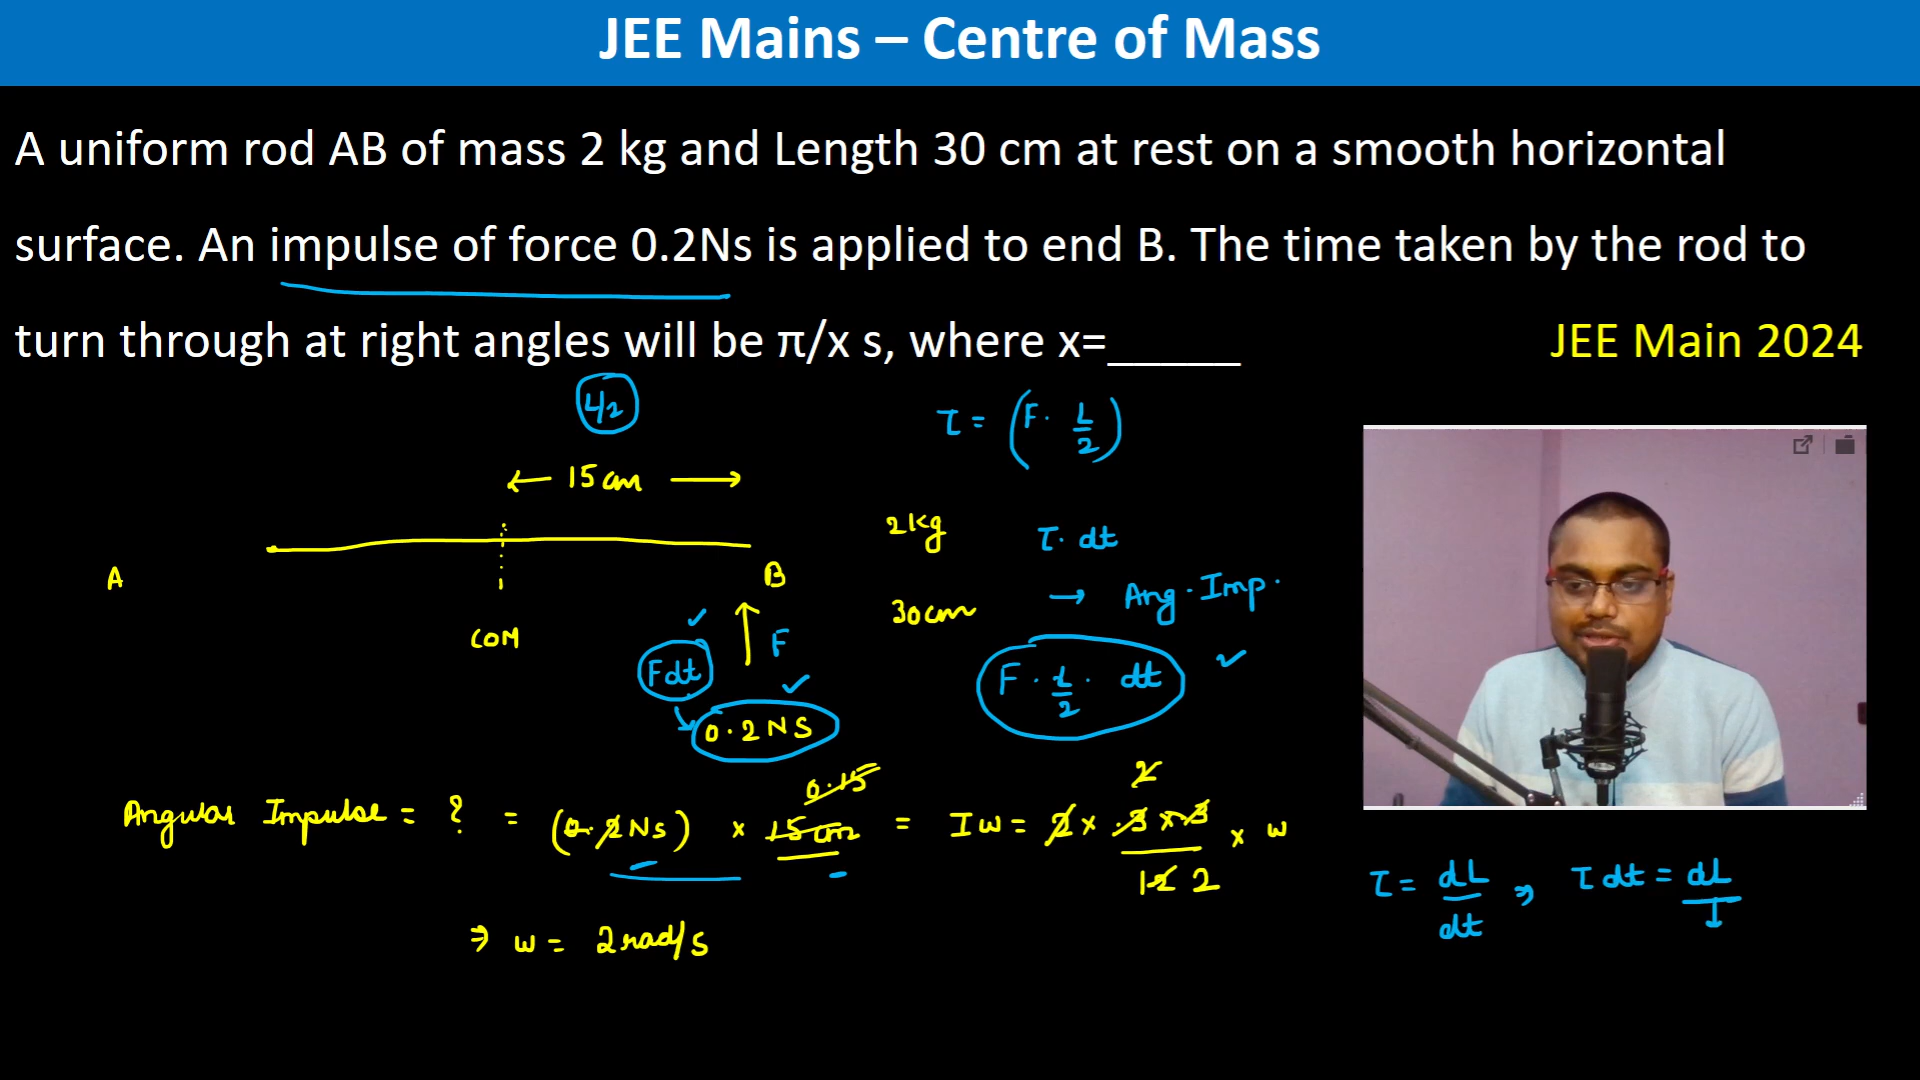 JEE Mains – Centre of Mass
A uniform rod AB of mass 2 kg and Length 30 cm at rest on a smooth horizontal
surface. An impulse of force 0.2Ns is applied to end B. The time taken by the rod to
turn through at right angles will be π/x s, where x=_____
JEE Main 2024
L/2
τ = (F · L/2)
← 15 cm →
2kg
τ · dt
A
B
→ Ang. Imp.
30cm
COM
F
Fdt
F · L/2 · dt
0.2 NS
0.15
2
Angular Impulse = ? = (0.2Ns) × 15 cm = Iω = 2 × .3 × .3 / 12 2 × ω
τ = dL/dt ⇒ τ dt = dL
⇒ ω = 2 rad/s